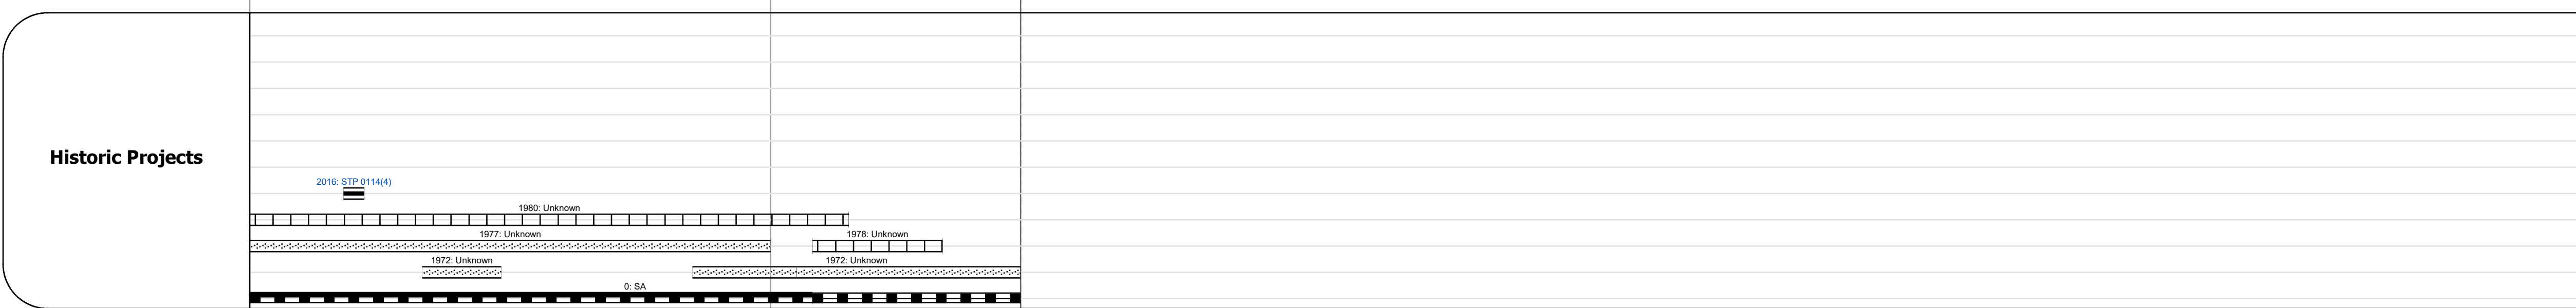 Historic Projects
2016: STP 0114(4)
1980: Unknown
1977: Unknown
1978: Unknown
1972: Unknown
1972: Unknown
0: SA